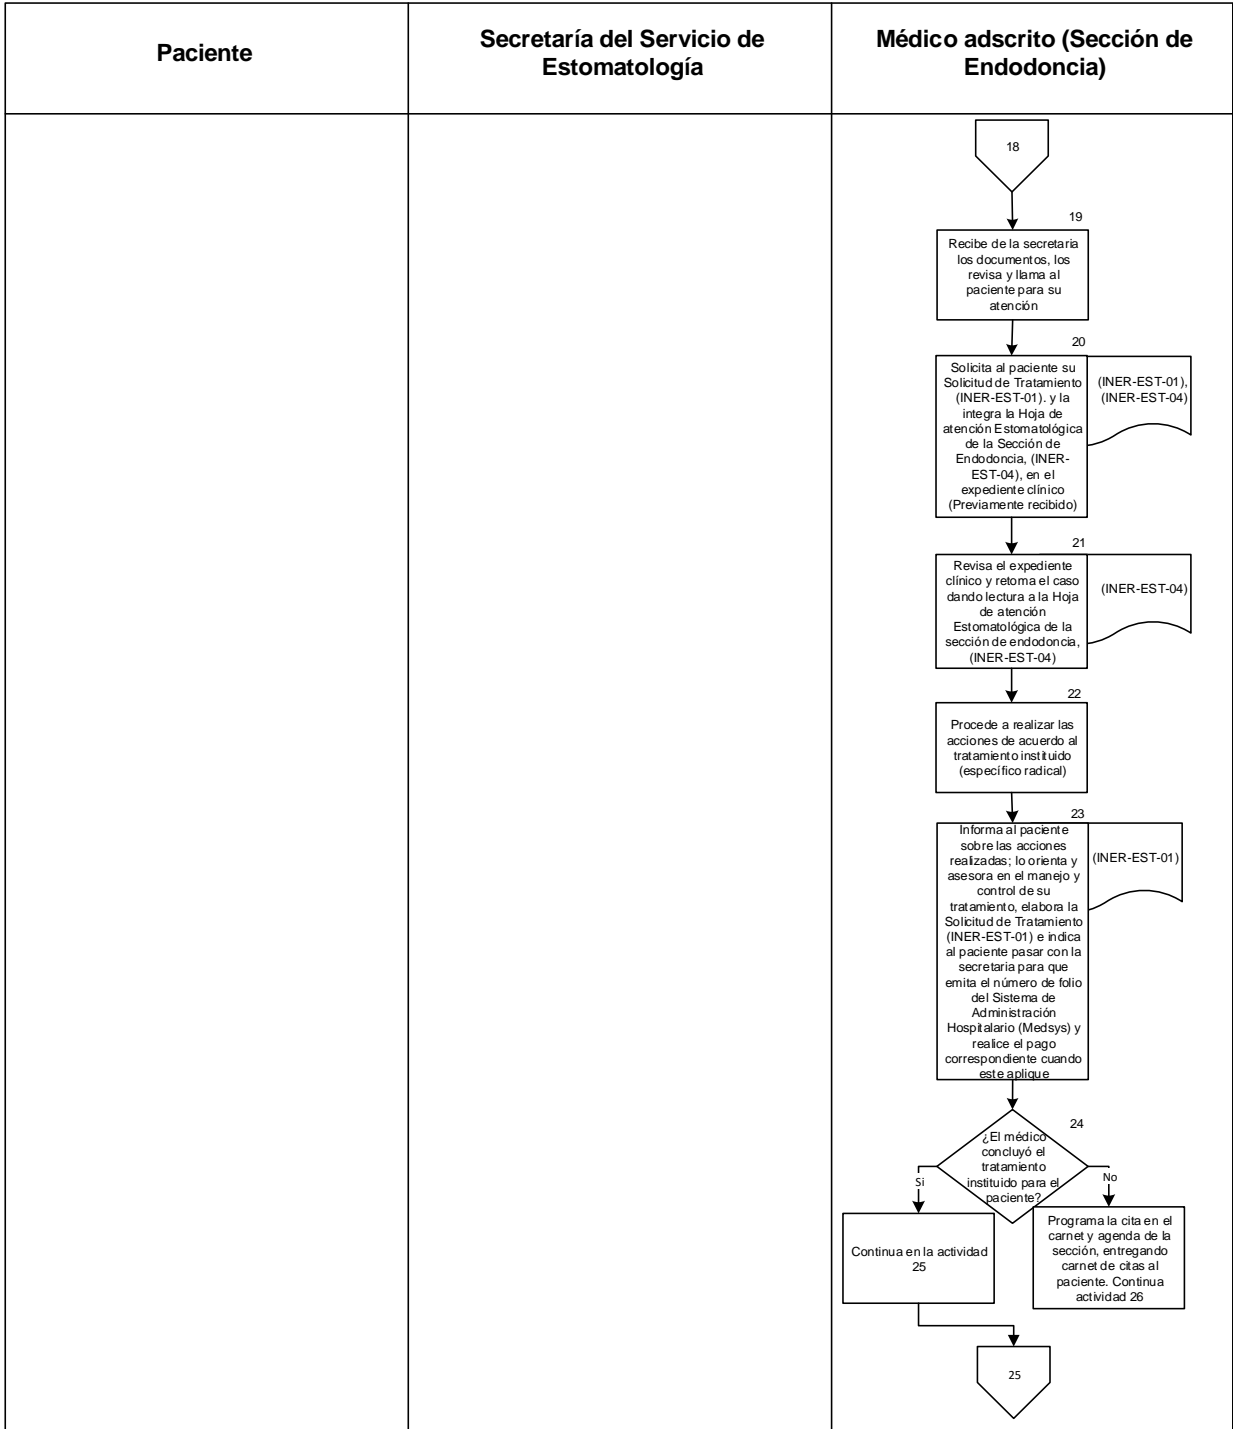 Paciente
Secretaría del Servicio de
Estomatología
Médico adscrito (Sección de
Endodoncia)
18
19
Recibe de la secretaria
los documentos, los
revisa y llama al
paciente para su
atención
20
Solicita al paciente su
Solicitud de Tratamiento
(INER-EST-01). y la
integra la Hoja de
atención Estomatológica
de la Sección de
Endodoncia, (INER-
EST-04), en el
expediente clínico
(Previamente recibido)
(INER-EST-01),
(INER-EST-04)
21
Revisa el expediente
clínico y retoma el caso
dando lectura a la Hoja
de atención
Estomatológica de la
sección de endodoncia,
(INER-EST-04)
(INER-EST-04)
22
Procede a realizar las
acciones de acuerdo al
tratamiento instituido
(específico radical)
23
Informa al paciente
sobre las acciones
realizadas; lo orienta y
asesora en el manejo y
control de su
tratamiento, elabora la
Solicitud de Tratamiento
(INER-EST-01) e indica
al paciente pasar con la
secretaria para que
emita el número de folio
del Sistema de
Administración
Hospitalario (Medsys) y
realice el pago
correspondiente cuando
este aplique
(INER-EST-01)
24
¿El médico
concluyó el
tratamiento
instituido para el
paciente?
Si
No
Continua en la actividad
25
Programa la cita en el
carnet y agenda de la
sección, entregando
carnet de citas al
paciente. Continua
actividad 26
25